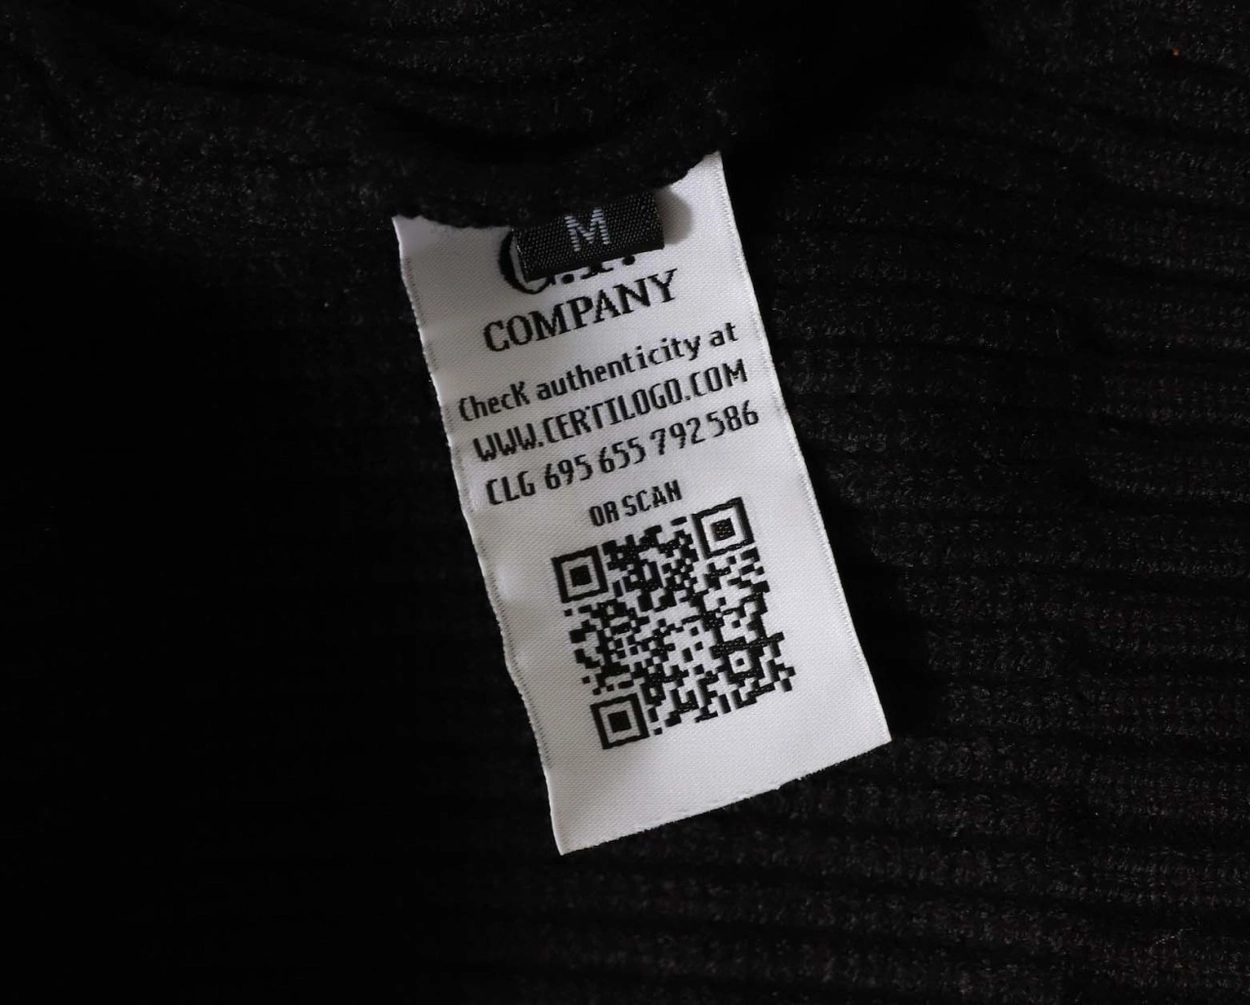 M
C.P.
COMPANY
ChecK authenticity at
WWW.CERTILOGO.COM
CLG 695 655 792 586
OR SCAN